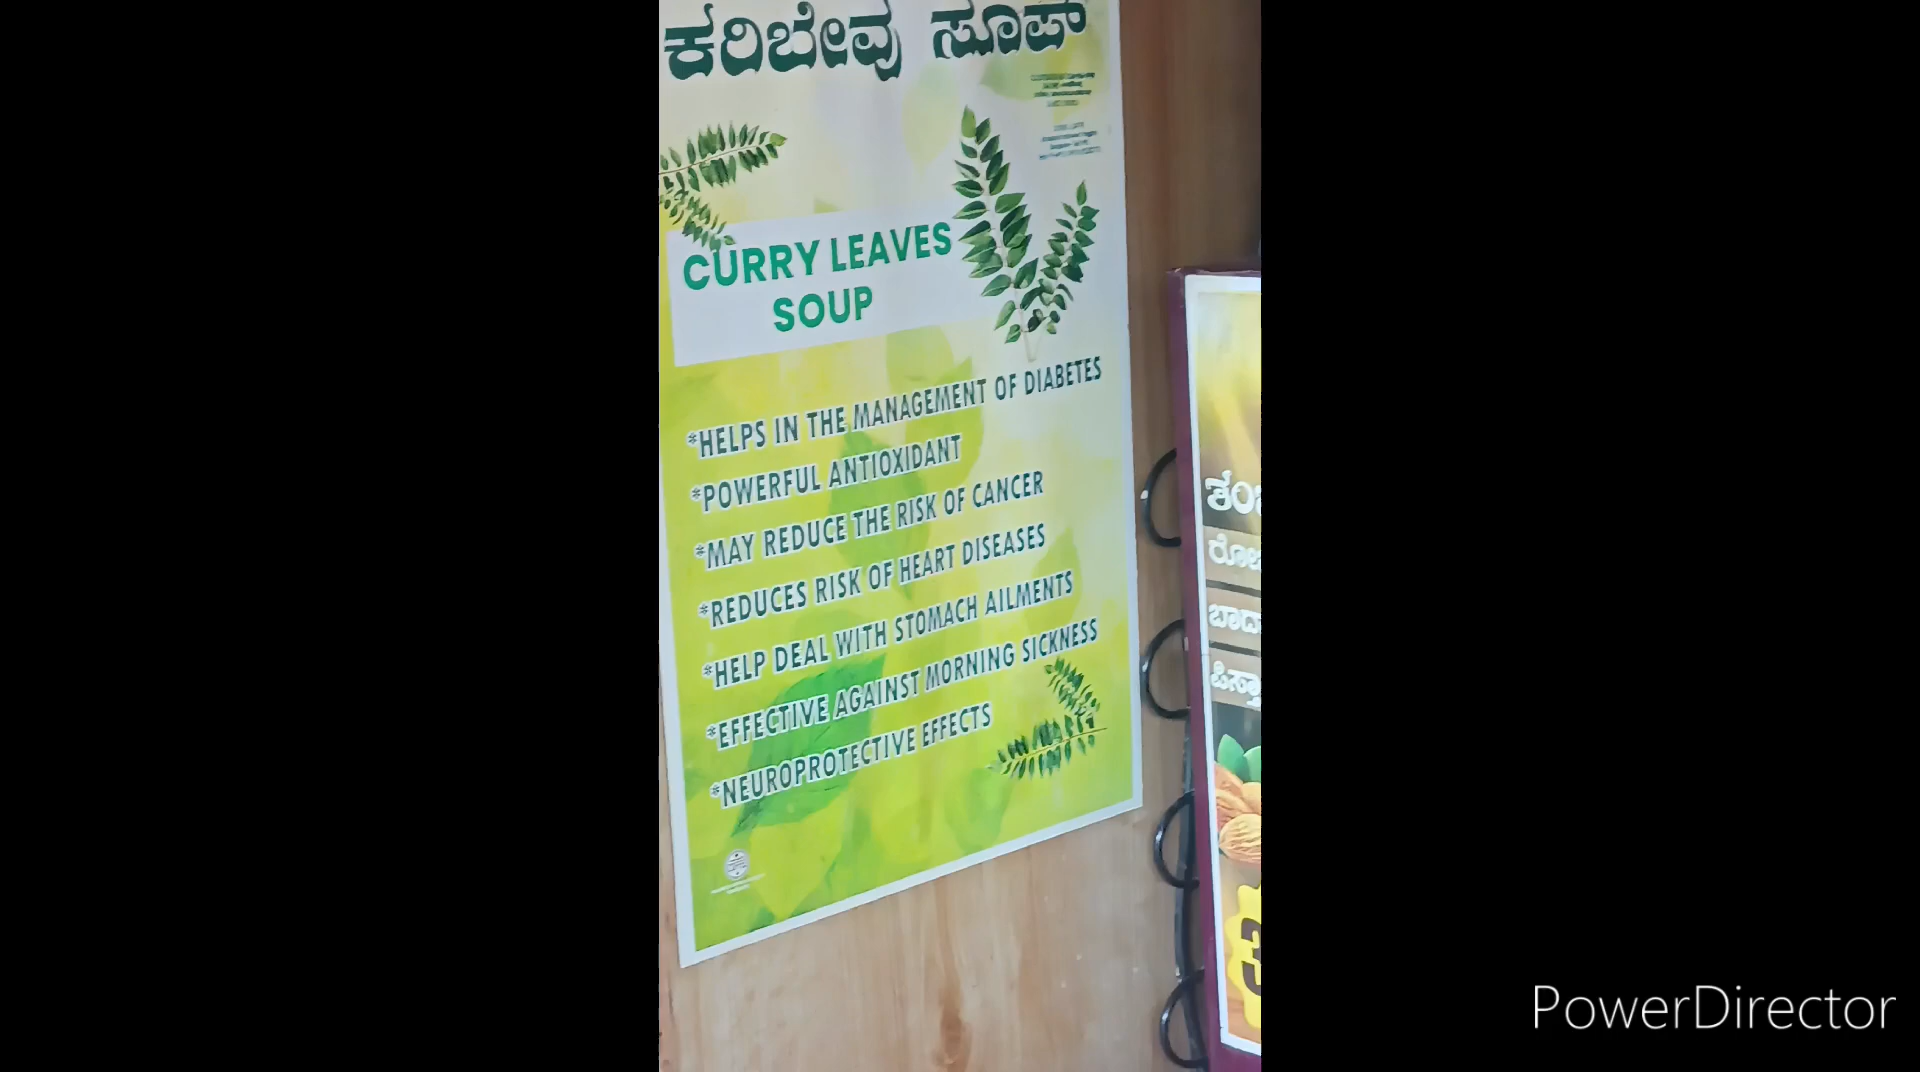 ಕರಿಬೇವು ಸೂಪ್
CURRY LEAVES
SOUP
*HELPS IN THE MANAGEMENT OF DIABETES
*POWERFUL ANTIOXIDANT
*MAY REDUCE THE RISK OF CANCER
*REDUCES RISK OF HEART DISEASES
*HELP DEAL WITH STOMACH AILMENTS
*EFFECTIVE AGAINST MORNING SICKNESS
*NEUROPROTECTIVE EFFECTS
PowerDirector